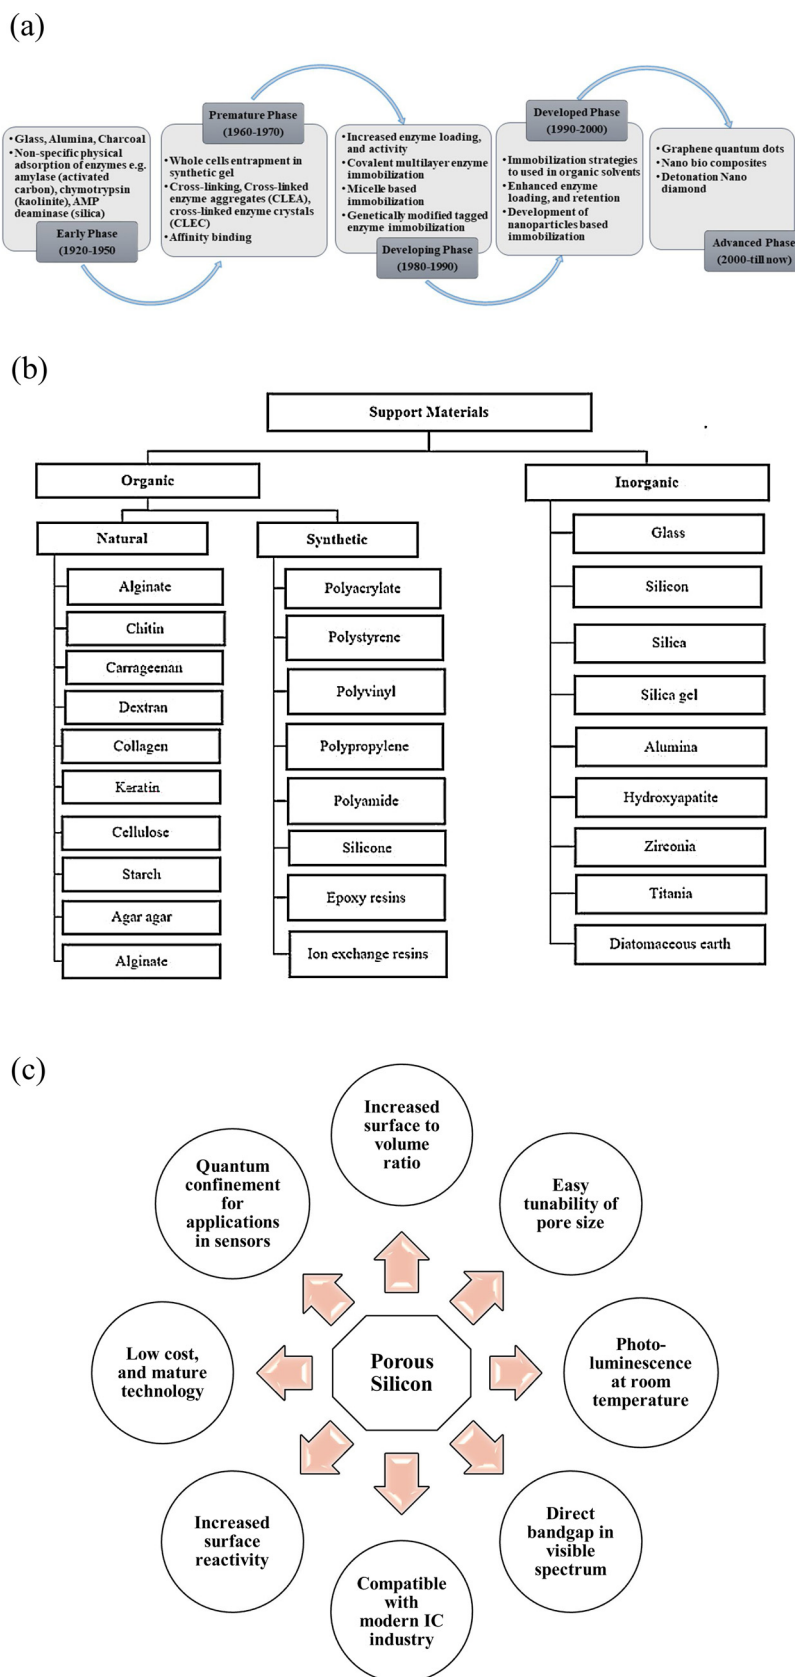 (a)
• Glass, Alumina, Charcoal
• Non-specific physical
adsorption of enzymes e.g.
amylase (activated
carbon), chymotrypsin
(kaolinite), AMP
deaminase (silica)
Early Phase
(1920-1950
Premature Phase
(1960-1970)
• Whole cells entrapment in
synthetic gel
• Cross-linking, Cross-linked
enzyme aggregates (CLEA),
cross-linked enzyme crystals
(CLEC)
• Affinity binding
• Increased enzyme loading,
and activity
• Covalent multilayer enzyme
immobilization
• Micelle based
immobilization
• Genetically modified tagged
enzyme immobilization
Developing Phase
(1980-1990)
Developed Phase
(1990-2000)
• Immobilization strategies
to used in organic solvents
• Enhanced enzyme
loading, and retention
• Development of
nanoparticles based
immobilization
• Graphene quantum dots
• Nano bio composites
• Detonation Nano
diamond
Advanced Phase
(2000-till now)
(b)
Support Materials
Organic
Inorganic
Natural
Synthetic
Alginate
Chitin
Carrageenan
Dextran
Collagen
Keratin
Cellulose
Starch
Agar agar
Alginate
Polyacrylate
Polystyrene
Polyvinyl
Polypropylene
Polyamide
Silicone
Epoxy resins
Ion exchange resins
Glass
Silicon
Silica
Silica gel
Alumina
Hydroxyapatite
Zirconia
Titania
Diatomaceous earth
(c)
Increased
surface to
volume
ratio
Easy
tunability of
pore size
Photo-
luminescence
at room
temperature
Direct
bandgap in
visible
spectrum
Compatible
with
modern IC
industry
Increased
surface
reactivity
Low cost,
and mature
technology
Quantum
confinement
for
applications
in sensors
Porous
Silicon